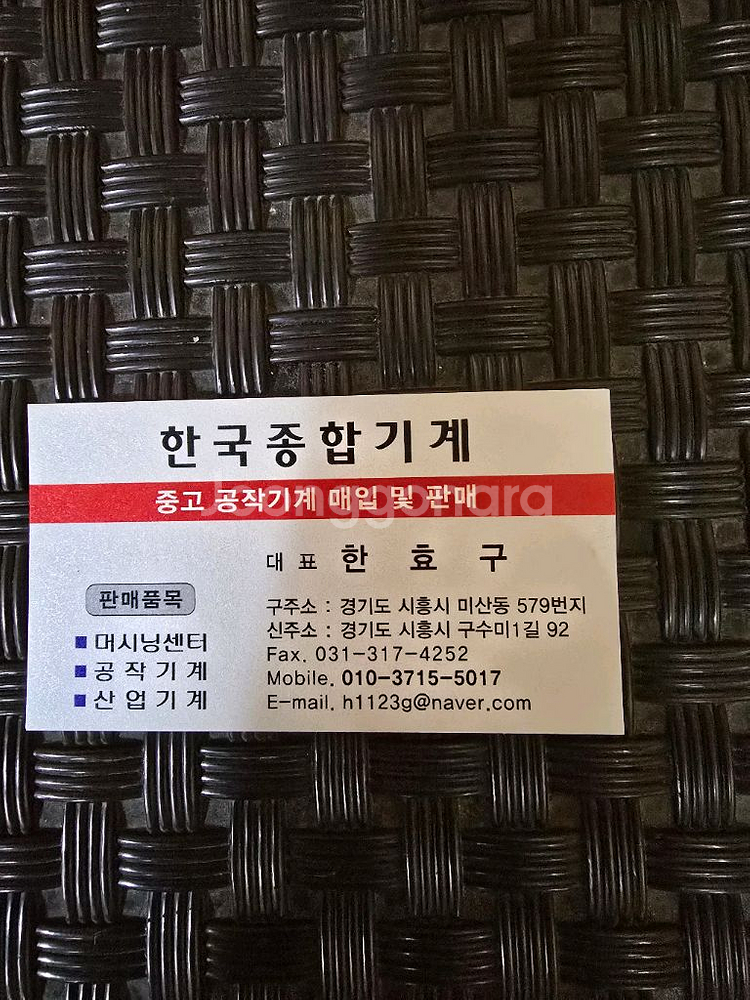 한국종합기계
중고 공작기계 매입 및 판매
Joonggonara
대 표 한 효 구
판매품목
■ 머시닝센터
■ 공작기계
■ 산업기계
구주소 : 경기도 시흥시 미산동 579번지
신주소 : 경기도 시흥시 구수미1길 92
Fax. 031-317-4252
Mobile. 010-3715-5017
E-mail. h1123g@naver.com